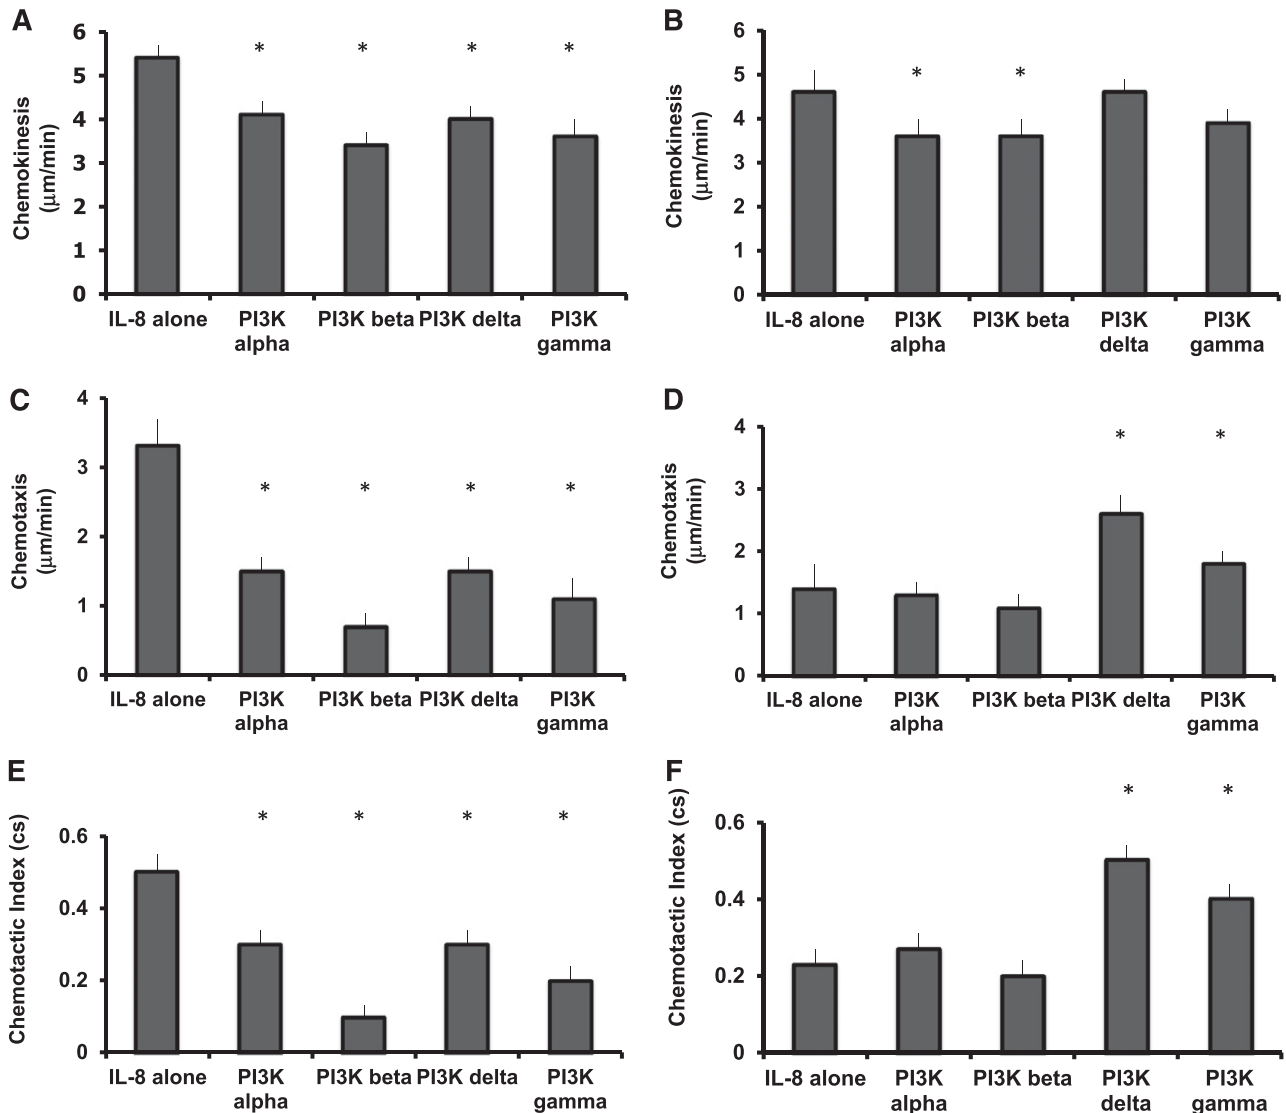 A
Chemokinesis
(μm/min)
6
5
4
3
2
1
0
* * * *
IL-8 alone PI3K PI3K beta PI3K delta PI3K
alpha gamma
B
Chemokinesis
(μm/min)
6
5
4
3
2
1
0
* *
IL-8 alone PI3K PI3K beta PI3K PI3K
alpha delta gamma
C
Chemotaxis
(μm/min)
4
3
2
1
0
* * * *
IL-8 alone PI3K PI3K beta PI3K delta PI3K
alpha gamma
D
Chemotaxis
(μm/min)
4
3
2
1
0
* *
IL-8 alone PI3K PI3K beta PI3K delta PI3K
alpha gamma
E
Chemotactic Index (cs)
0.6
0.4
0.2
0
* * * *
IL-8 alone PI3K PI3K beta PI3K delta PI3K
alpha gamma
F
Chemotactic Index (cs)
0.6
0.4
0.2
0
* *
IL-8 alone PI3K PI3K beta PI3K PI3K
alpha delta gamma